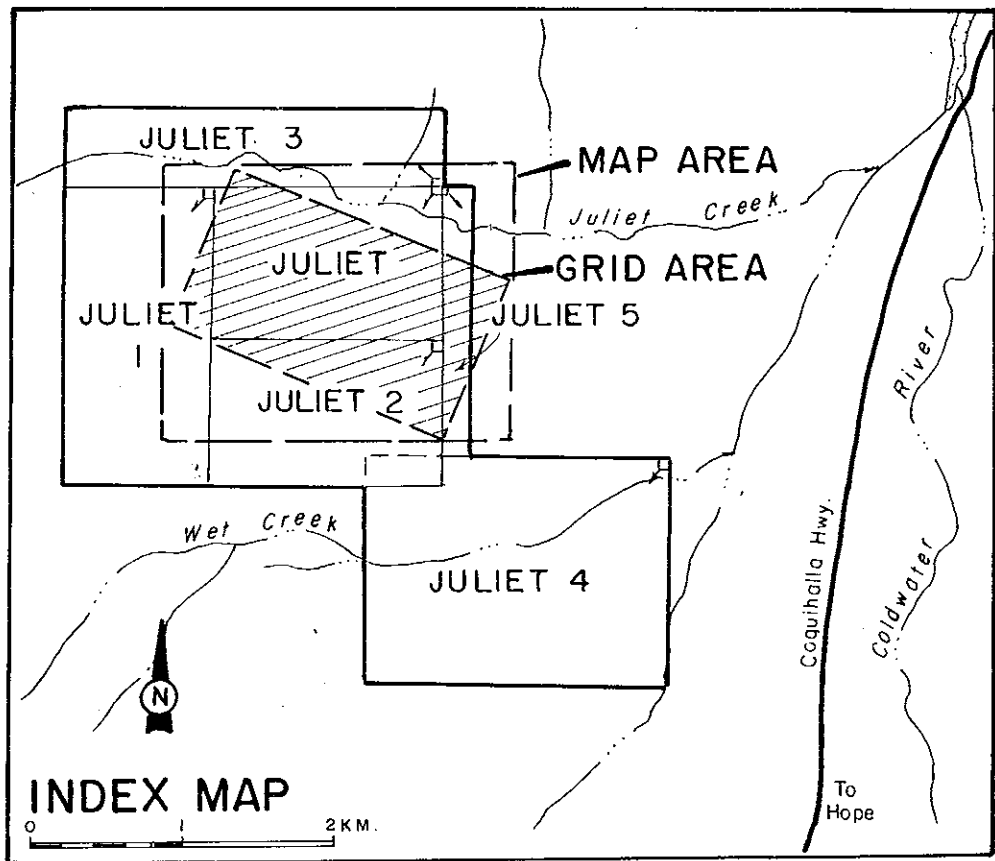 JULIET 3
MAP AREA
Juliet Creek
JULIET
GRID AREA
JULIET
1
JULIET 5
JULIET 2
River
Wet Creek
JULIET 4
Coquihalla Hwy.
Coldwater
N
INDEX MAP
To
Hope
0 1 2 KM.